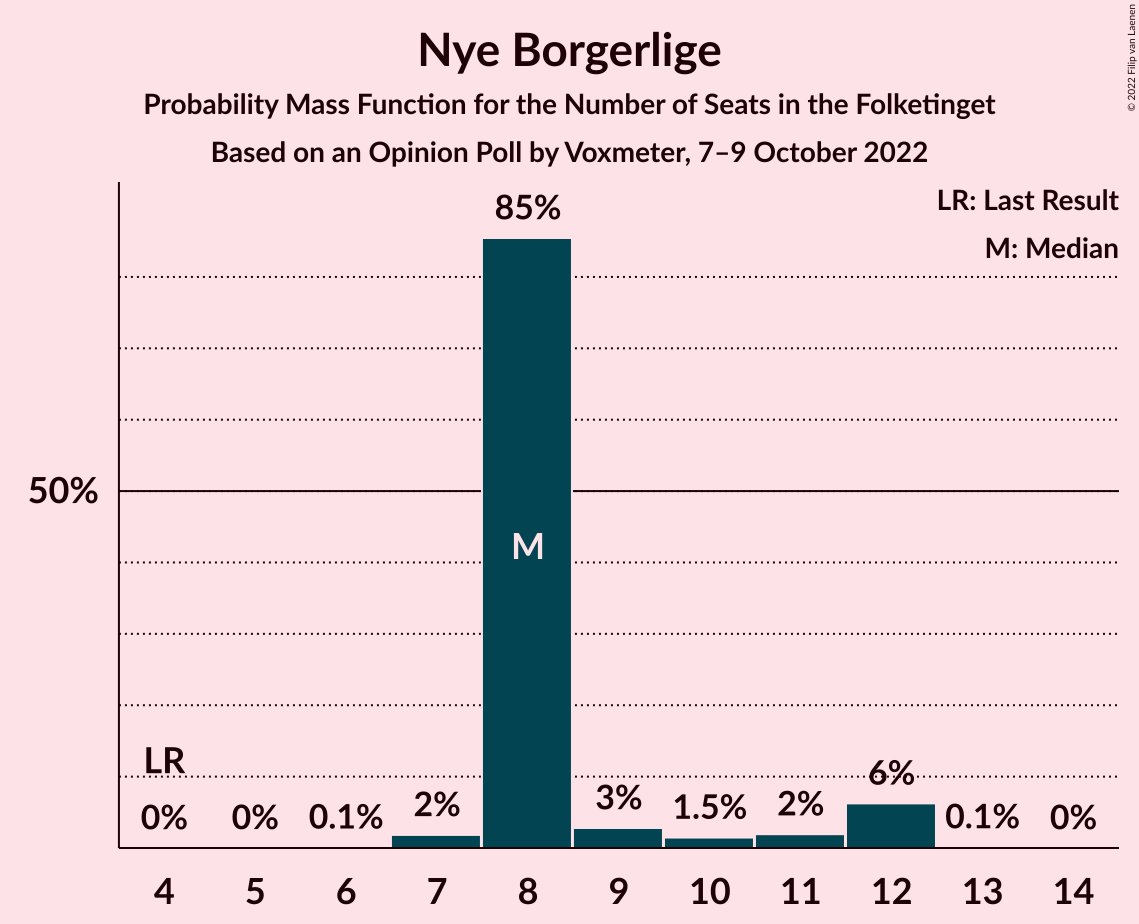 Nye Borgerlige
Probability Mass Function for the Number of Seats in the Folketinget
Based on an Opinion Poll by Voxmeter, 7–9 October 2022
© 2022 Filip van Laenen
LR: Last Result
M: Median
85%
50%
M
LR
0%
0%
0.1%
2%
3%
1.5%
2%
6%
0.1%
0%
4 5 6 7 8 9 10 11 12 13 14